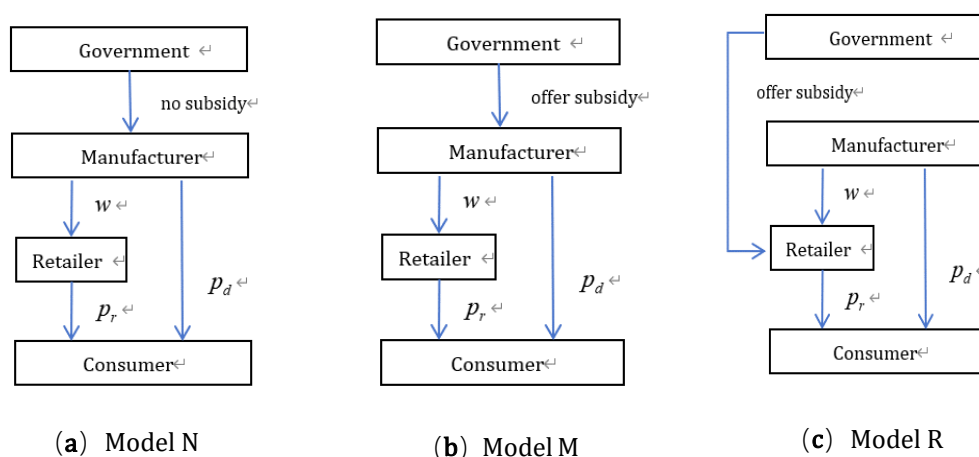 Government ↵
no subsidy↵
Manufacturer↵
w ↵
Retailer ↵
p_d ↵
p_r ↵
Consumer↵
(a) Model N
Government ↵
offer subsidy↵
Manufacturer↵
w ↵
Retailer ↵
p_d ↵
p_r ↵
Consumer↵
(b) Model M
Government ↵
offer subsidy↵
Manufacturer↵
w ↵
Retailer ↵
p_d ↵
p_r ↵
Consumer↵
(c) Model R